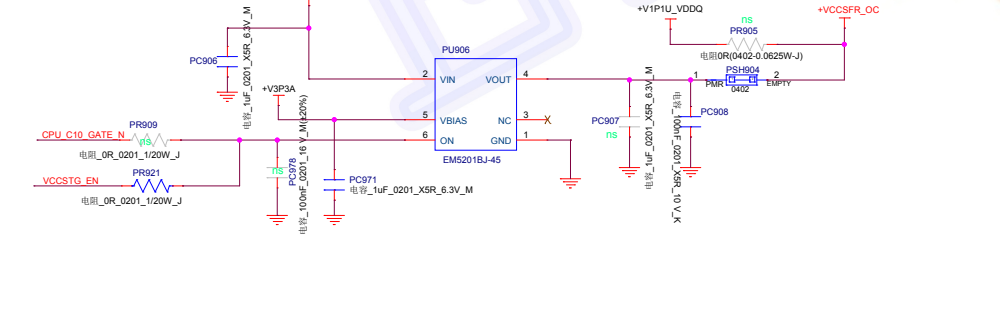 +V1P1U_VDDQ
+VCCSFR_OC
ns
PR905
电阻0R(0402-0.0625W-J)
PC906
电容_1uF_0201_X5R_6.3V_M
PU906
2 VIN VOUT 4
1 PSH904 2
PMR 0402 EMPTY
+V3P3A
5 VBIAS NC 3
6 ON GND 1
EM5201BJ-45
PC907
ns
电容_1uF_0201_X5R_6.3V_M
PC908
电容_100nF_0201_X5R_10 V_K
CPU_C10_GATE_N
PR909
ns
电阻_0R_0201_1/20W_J
VCCSTG_EN
PR921
电阻_0R_0201_1/20W_J
ns
PC978
电容_100nF_0201_16 V_M(±20%)
PC971
电容_1uF_0201_X5R_6.3V_M